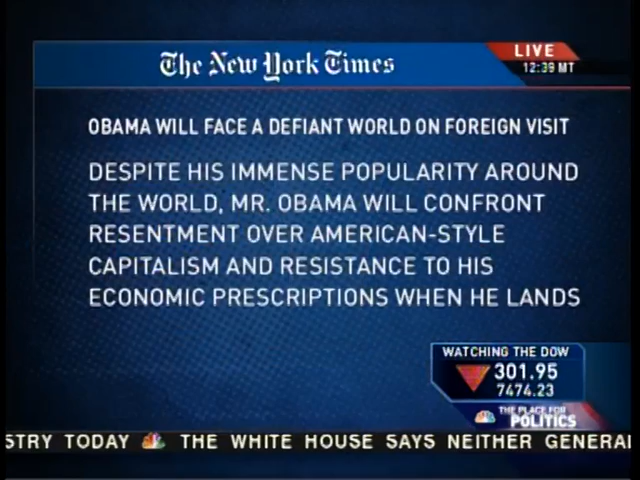 The New York Times
LIVE
12:39 MT
OBAMA WILL FACE A DEFIANT WORLD ON FOREIGN VISIT
DESPITE HIS IMMENSE POPULARITY AROUND
THE WORLD, MR. OBAMA WILL CONFRONT
RESENTMENT OVER AMERICAN-STYLE
CAPITALISM AND RESISTANCE TO HIS
ECONOMIC PRESCRIPTIONS WHEN HE LANDS
WATCHING THE DOW
301.95
7474.23
THE PLACE FOR
POLITICS
STRY TODAY THE WHITE HOUSE SAYS NEITHER GENERAL